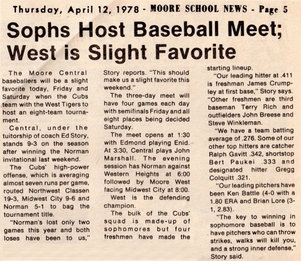 Thursday, April 12, 1978 - MOORE SCHOOL NEWS - Page 5
Sophs Host Baseball Meet;
West is Slight Favorite
The Moore Central
baseballers will be a slight
favorite today, Friday and
Saturday when the Cubs
team with the West Tigers to
host an eight-team tourna-
ment.
Central, under the
tuitorship of coach Ed Story,
stands 9-3 on the season
after winning the Norman
invitational last weekend.
The Cubs' high-power
offense, which is averaging
almost seven runs per game,
routed Northwest Classen
19-3, Midwest City 9-6 and
Norman 5-1 to bag the
tournament title.
"Norman's lost only two
games this year and both
losses have been to us,"
Story reports. "This should
make us a slight favorite this
weekend."
The three-day meet will
have four games each day
with semifinals Friday and all
eight places being decided
Saturday.
The meet opens at 1:30
with Edmond playing Enid.
At 3:30, Central plays John
Marshall. The evening
session has Norman against
Western Heights at 6:00
followed by Moore West
facing Midwest City at 8:00.
West is the defending
champion.
The bulk of the Cubs'
squad is made-up of
sophomores but four
freshmen have made the
starting lineup.
"Our leading hitter at .411
is freshman James Crump-
ley at first base," Story says.
"Other freshmen are third
baseman Terry Rich and
outfielders John Breese and
Steve Winkleman.
"We have a team batting
average of .276. Some of our
other top hitters are catcher
Ralph Gavitt .342, shortstop
Bart Paukei .333 and
designated hitter Gregg
Colquitt .321.
"Our leading pitchers have
been Ken Battle (4-0 with a
1.80 ERA and Brian Lore (3-
1, 2.83).
"The key to winning in
sophomore baseball is to
have pitchers who can throw
strikes, walks will kill you,
and a strong inner defense,"
Story said.